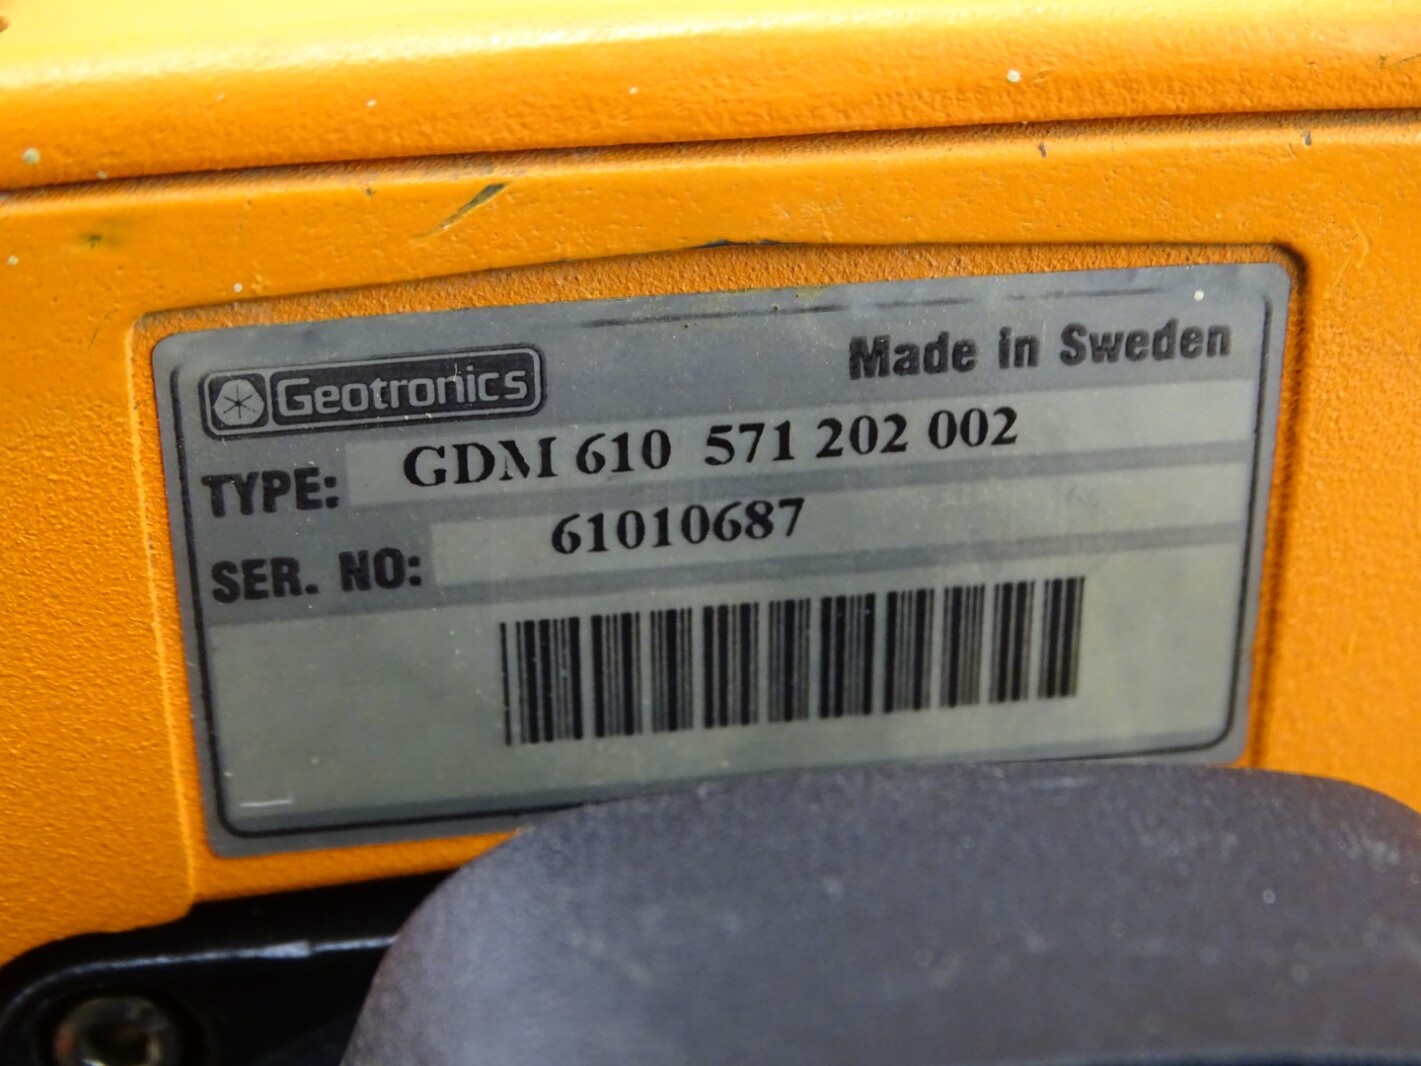 Geotronics
Made in Sweden
TYPE: GDM 610 571 202 002
SER. NO: 61010687